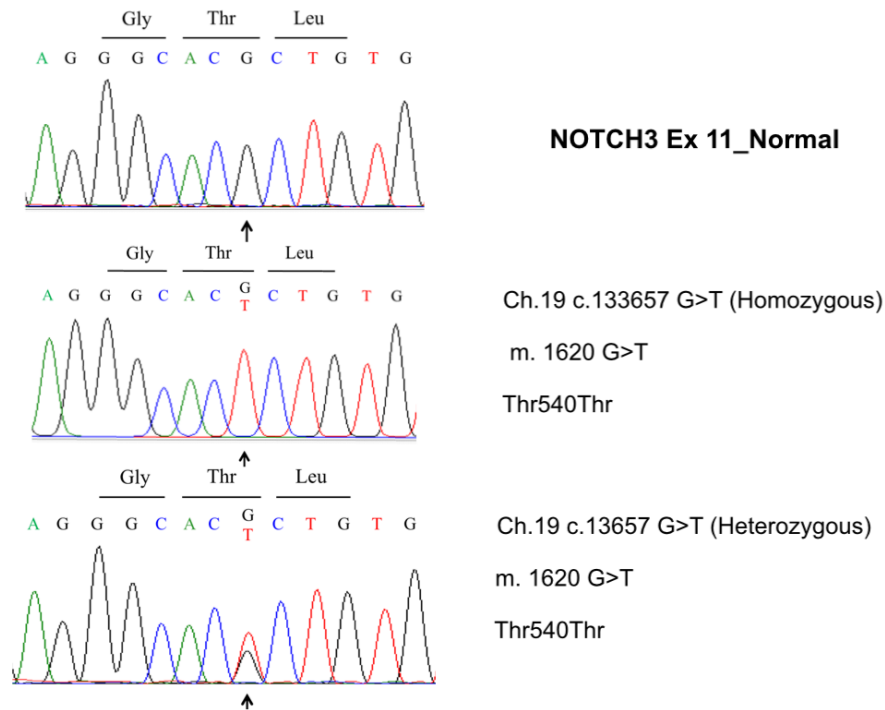 Gly Thr Leu
A G G G C A C G C T G T G
NOTCH3 Ex 11_Normal
Gly Thr Leu
A G G G C A C G C T G T G
T
Ch.19 c.133657 G>T (Homozygous)
m. 1620 G>T
Thr540Thr
Gly Thr Leu
A G G G C A C G C T G T G
T
Ch.19 c.13657 G>T (Heterozygous)
m. 1620 G>T
Thr540Thr